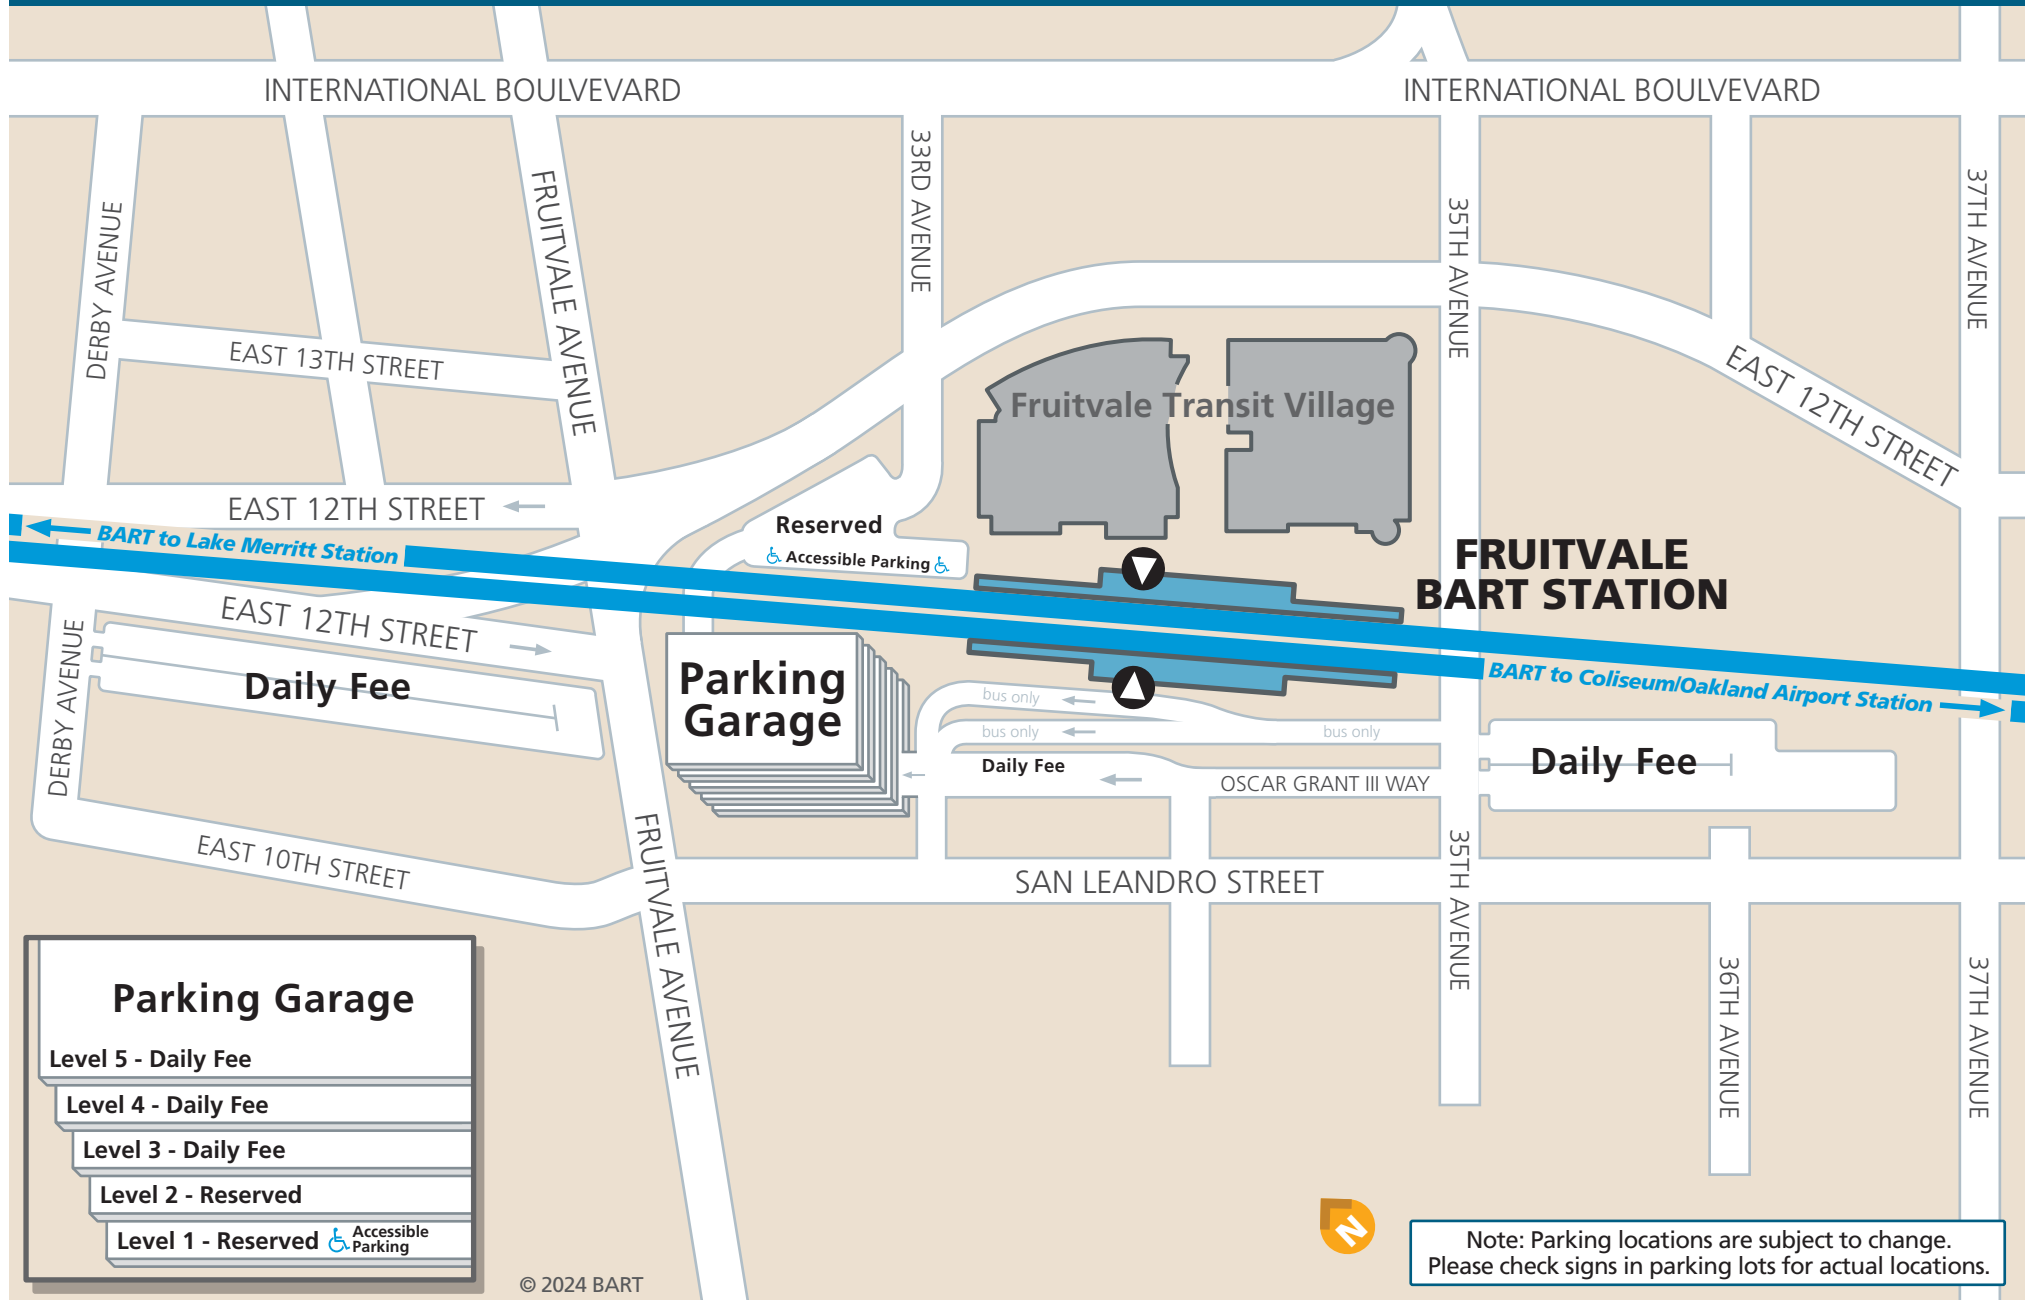 INTERNATIONAL BOULVEVARD
INTERNATIONAL BOULVEVARD
DERBY AVENUE
FRUITVALE AVENUE
33RD AVENUE
35TH AVENUE
37TH AVENUE
EAST 13TH STREET
EAST 12TH STREET
Fruitvale Transit Village
EAST 12TH STREET
Reserved
Accessible Parking
BART to Lake Merritt Station
FRUITVALE
BART STATION
EAST 12TH STREET
DERBY AVENUE
Daily Fee
Parking
Garage
BART to Coliseum/Oakland Airport Station
bus only
bus only
bus only
Daily Fee
OSCAR GRANT III WAY
Daily Fee
EAST 10TH STREET
FRUITVALE AVENUE
SAN LEANDRO STREET
35TH AVENUE
36TH AVENUE
37TH AVENUE
Parking Garage
Level 5 - Daily Fee
Level 4 - Daily Fee
Level 3 - Daily Fee
Level 2 - Reserved
Level 1 - Reserved
Accessible
Parking
N
Note: Parking locations are subject to change.
Please check signs in parking lots for actual locations.
© 2024 BART